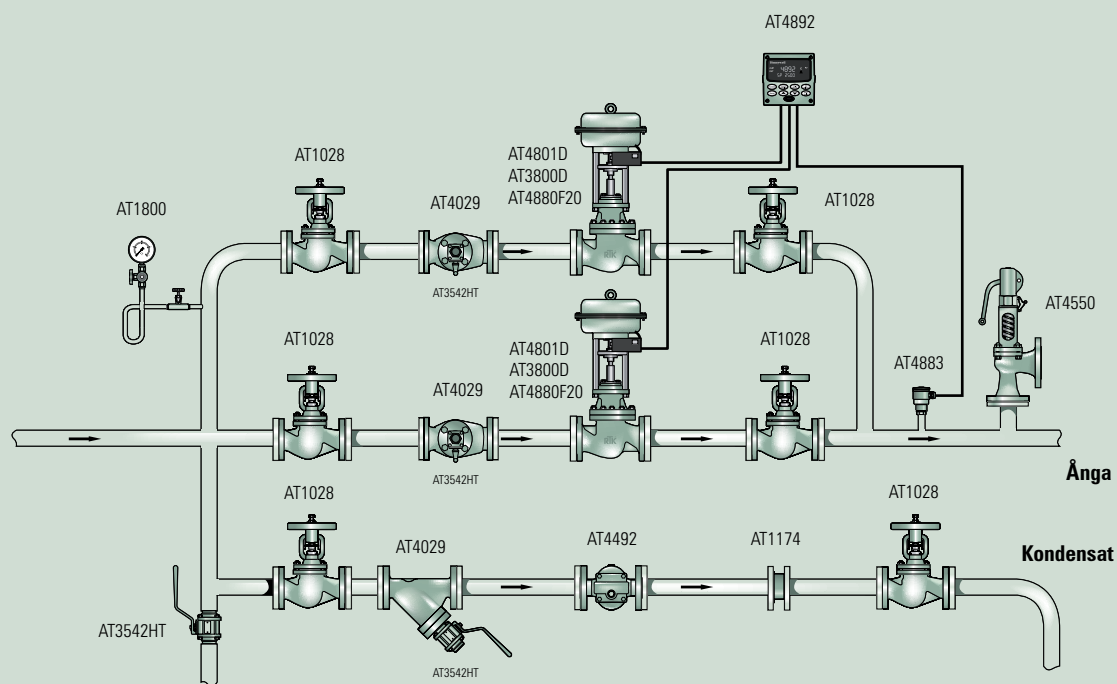 AT4892
AT1028
AT4801D
AT3800D
AT4880F20
AT1800
AT4029
AT1028
AT3542HT
AT4550
AT1028
AT4801D
AT3800D
AT4880F20
AT1028
AT4029
AT4883
AT3542HT
Ånga
AT1028
AT1028
AT4029
AT4492
AT1174
Kondensat
AT3542HT
AT3542HT